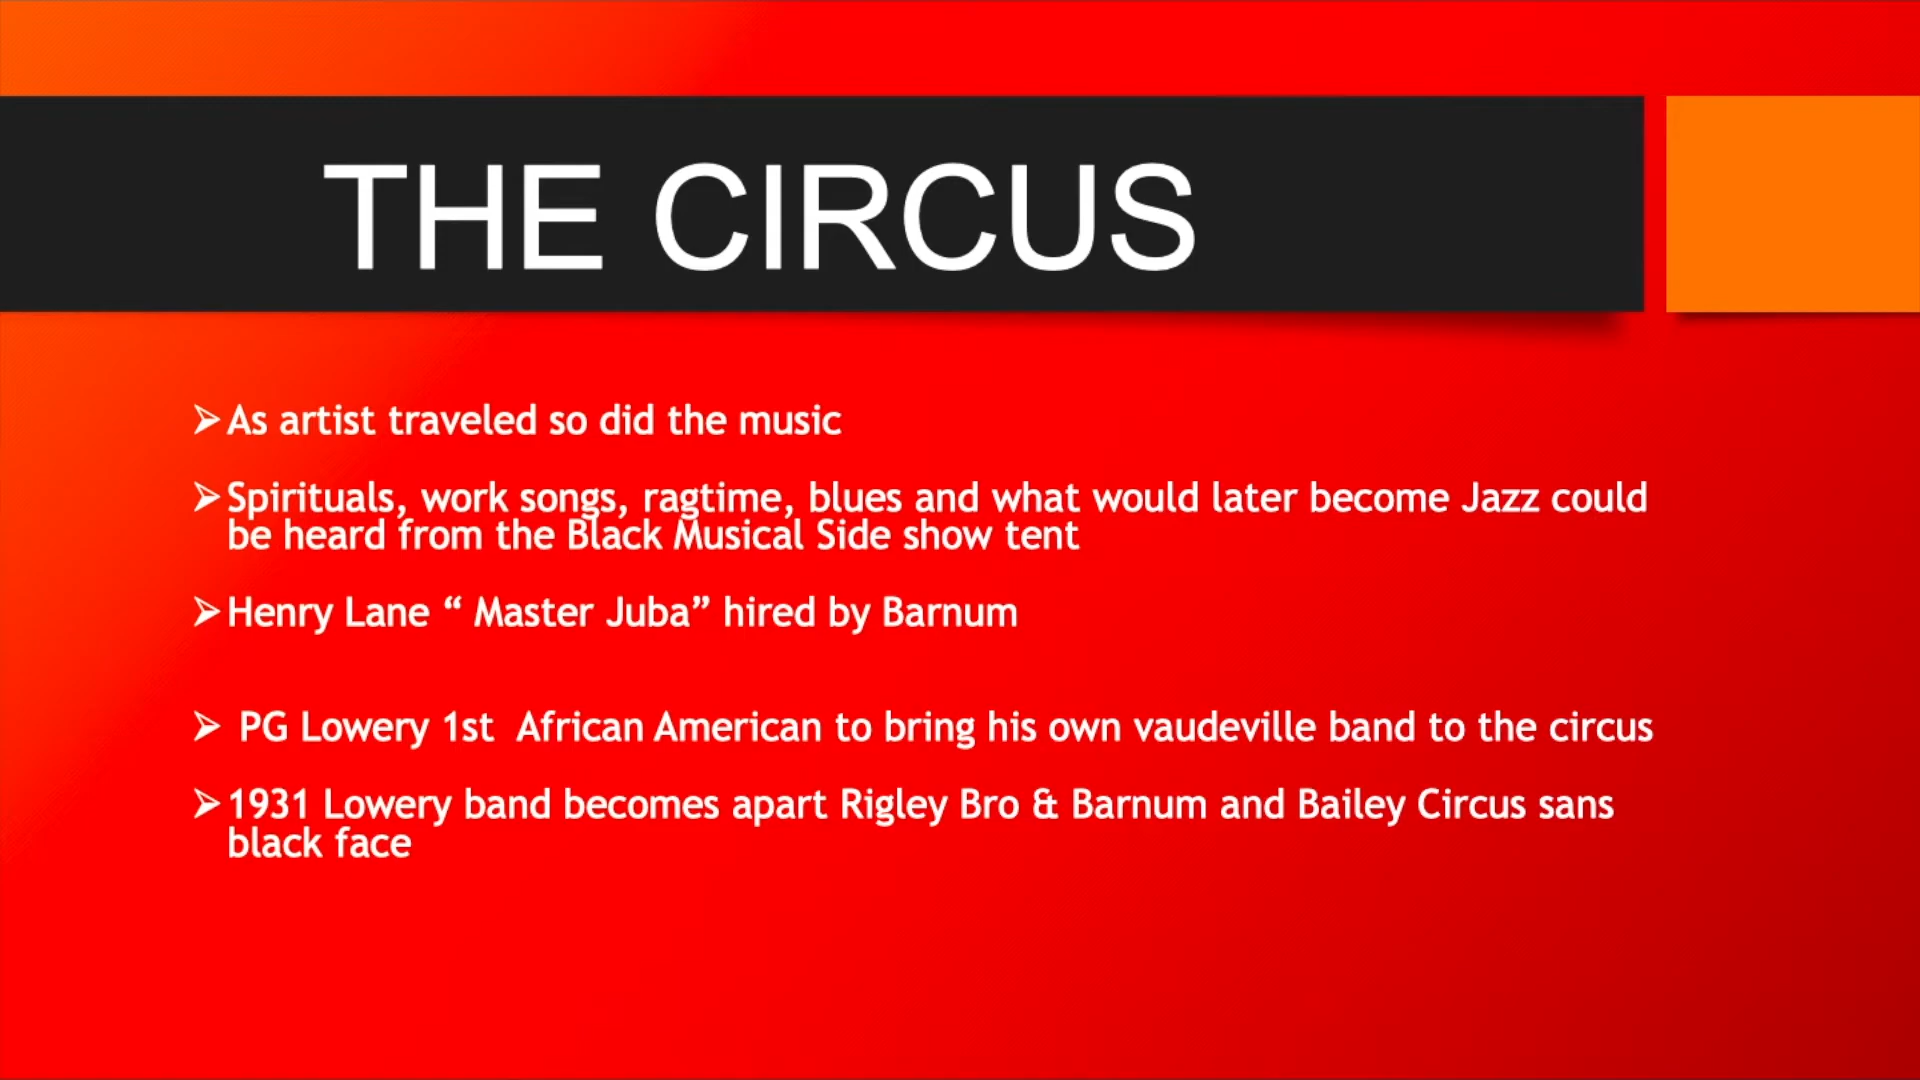 THE CIRCUS
➢As artist traveled so did the music
➢Spirituals, work songs, ragtime, blues and what would later become Jazz could
be heard from the Black Musical Side show tent
➢Henry Lane “ Master Juba” hired by Barnum
➢ PG Lowery 1st  African American to bring his own vaudeville band to the circus
➢1931 Lowery band becomes apart Rigley Bro & Barnum and Bailey Circus sans
black face